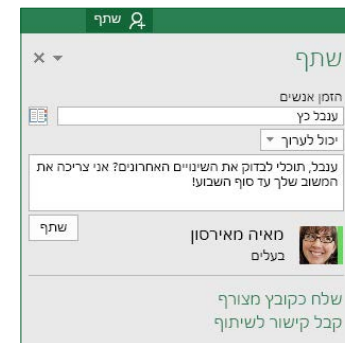 שתף
שתף
הזמן אנשים
ענבל כץ
יכול לערוך
ענבל, תוכלי לבדוק את השינויים האחרונים? אני צריכה את
המשוב שלך עד סוף השבוע!
שתף
מאיה מאירסון
בעלים
שלח כקובץ מצורף
קבל קישור לשיתוף